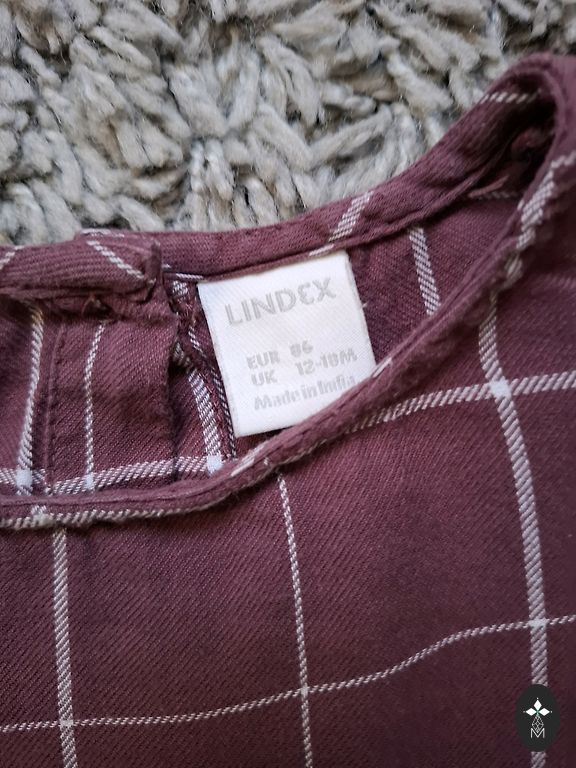 LINDEX
EUR 86
UK 12-18M
Made in India